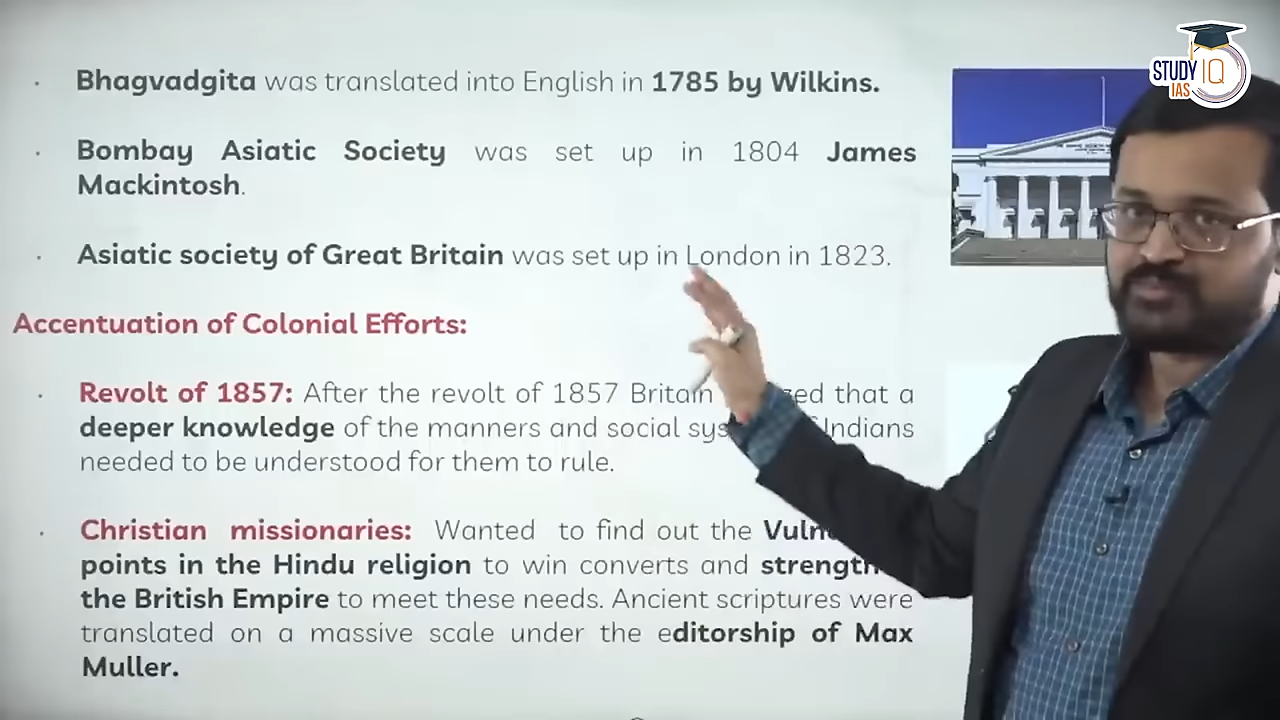 Bhagvadgita was translated into English in 1785 by Wilkins.
Bombay Asiatic Society was set up in 1804 James
Mackintosh.
Asiatic society of Great Britain was set up in London in 1823.
Accentuation of Colonial Efforts:
Revolt of 1857: After the revolt of 1857 Britain that a
deeper knowledge of the manners and social Indians
needed to be understood for them to rule.
Christian missionaries: Wanted to find out the
points in the Hindu religion to win converts and
the British Empire to meet these needs. Ancient scriptures were
translated on a massive scale under the editorship of Max
Muller.
STUDY IQ
IAS